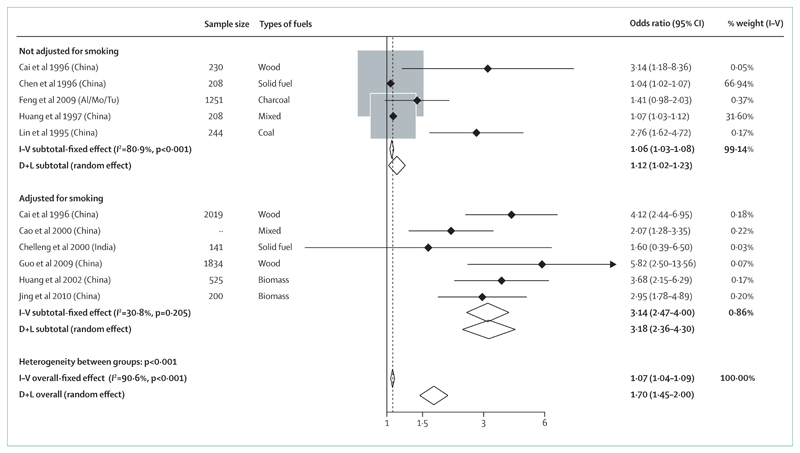 Sample size Types of fuels Odds ratio (95% CI) % weight (I–V)
Not adjusted for smoking
Cai et al 1996 (China) 230 Wood 3·14 (1·18–8·36) 0·05%
Chen et al 1996 (China) 208 Solid fuel 1·04 (1·02–1·07) 66·94%
Feng et al 2009 (Al/Mo/Tu) 1251 Charcoal 1·41 (0·98–2·03) 0·37%
Huang et al 1997 (China) 208 Mixed 1·07 (1·03–1·12) 31·60%
Lin et al 1995 (China) 244 Coal 2·76 (1·62–4·72) 0·17%
I–V subtotal-fixed effect (I²=80·9%, p<0·001) 1·06 (1·03–1·08) 99·14%
D+L subtotal (random effect) 1·12 (1·02–1·23)
Adjusted for smoking
Cai et al 1996 (China) 2019 Wood 4·12 (2·44–6·95) 0·18%
Cao et al 2000 (China) ·· Mixed 2·07 (1·28–3·35) 0·22%
Chelleng et al 2000 (India) 141 Solid fuel 1·60 (0·39–6·50) 0·03%
Guo et al 2009 (China) 1834 Wood 5·82 (2·50–13·56) 0·07%
Huang et al 2002 (China) 525 Biomass 3·68 (2·15–6·29) 0·17%
Jing et al 2010 (China) 200 Biomass 2·95 (1·78–4·89) 0·20%
I–V subtotal-fixed effect (I²=30·8%, p=0·205) 3·14 (2·47–4·00) 0·86%
D+L subtotal (random effect) 3·18 (2·36–4·30)
Heterogeneity between groups: p<0·001
I–V overall-fixed effect (I²=90·6%, p<0·001) 1·07 (1·04–1·09) 100·00%
D+L overall (random effect) 1·70 (1·45–2·00)
1 1·5 3 6